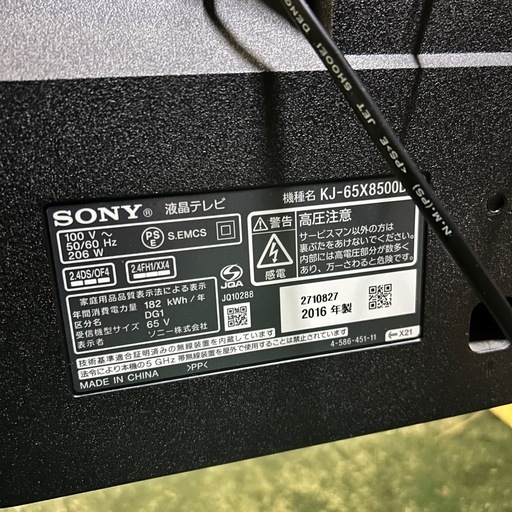 SONY® 液晶テレビ
機種名 KJ-65X8500D
100 V ~
50/60 Hz
206 W
PSE S.EMCS
警告 高圧注意
サービスマン以外の方は
裏ぶたをあけないでください。
内部には高電圧部分が数多く
あり、万一さわると危険です。
感電
2.4DS/OF4 2.4FH1/XX4
JQA
JQ10288
家庭用品品質表示法による表示
年間消費電力量 182 kWh/年
区分名 DG1
受信機型サイズ 65 V
表示者 ソニー株式会社
2710827
2016 年製
4-586-451-11 X21
技術基準適合証明済みの無線装置を内蔵しています。
法令により本機の5 GHz 帯無線装置を屋外で使用することは禁止されています。
MADE IN CHINA >PP<
N.M.(PS) <PS>E JET SHOOEI DENG